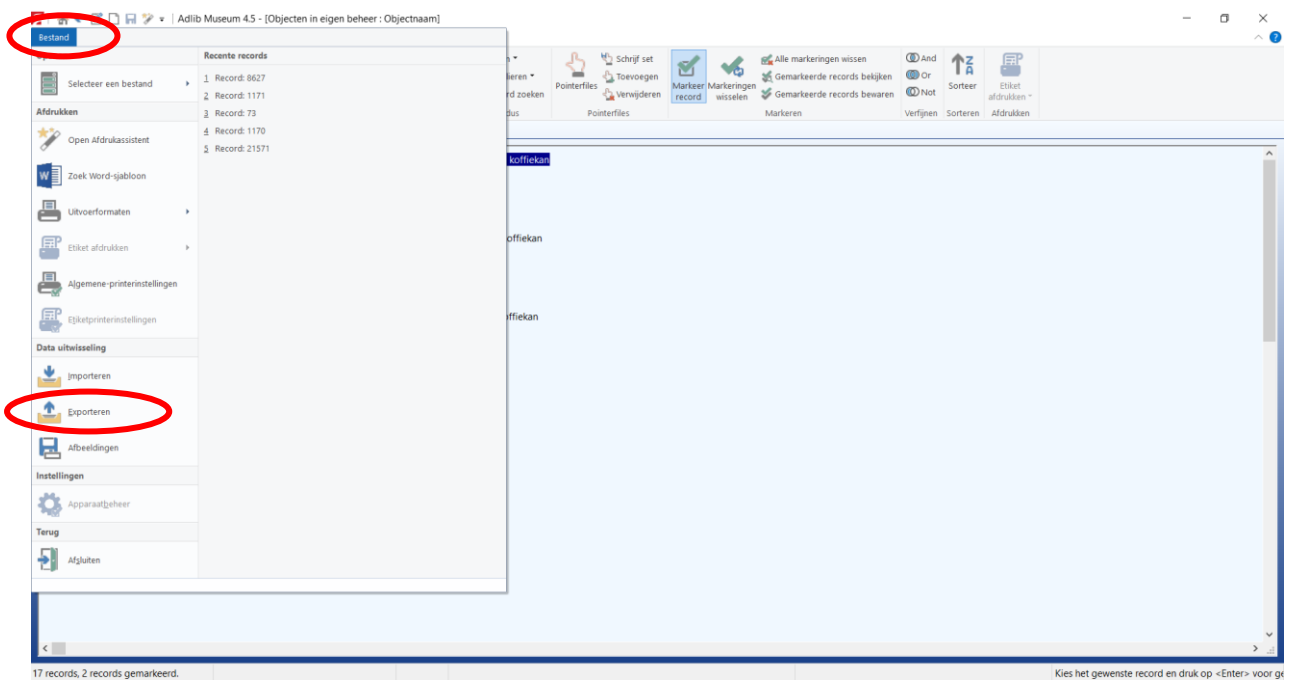 Adlib Museum 4.5 - [Objecten in eigen beheer : Objectnaam]
Bestand
Recente records
Selecteer een bestand
1 Record: 8627
2 Record: 1171
3 Record: 73
4 Record: 1170
5 Record: 21571
Afdrukken
Open Afdrukassistent
Zoek Word-sjabloon
Uitvoerformaten
Etiket afdrukken
Algemene-printerinstellingen
Etiketprinterinstellingen
Data uitwisseling
Importeren
Exporteren
Afbeeldingen
Instellingen
Apparaatbeheer
Terug
Afsluiten
zoeken
Pointerfiles
Schrijf set
Toevoegen
Verwijderen
Pointerfiles
Markeer record
Markeringen wisselen
Alle markeringen wissen
Gemarkeerde records bekijken
Gemarkeerde records bewaren
Markeren
And
Or
Not
Verfijnen
Sorteer
Sorteren
Etiket afdrukken
Afdrukken
koffiekan
offiekan
ffiekan
17 records, 2 records gemarkeerd.
Kies het gewenste record en druk op <Enter> voor ge